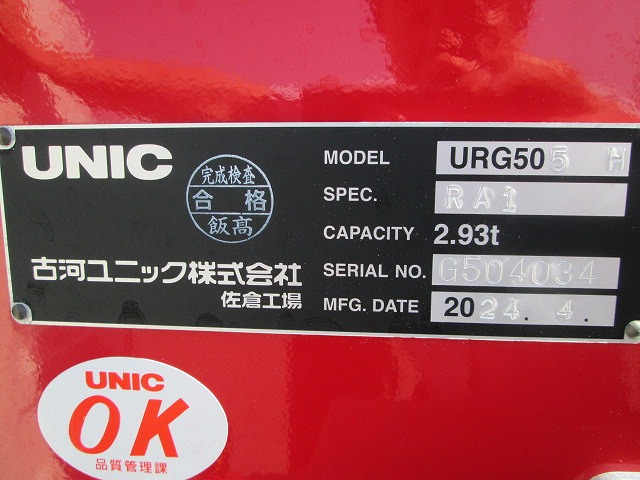 UNIC
完成検査
合格
飯髙
古河ユニック株式会社
佐倉工場
MODEL URG505 H
SPEC. RA1
CAPACITY 2.93t
SERIAL NO. G504034
MFG. DATE 2024. 4.
UNIC
OK
品質管理課